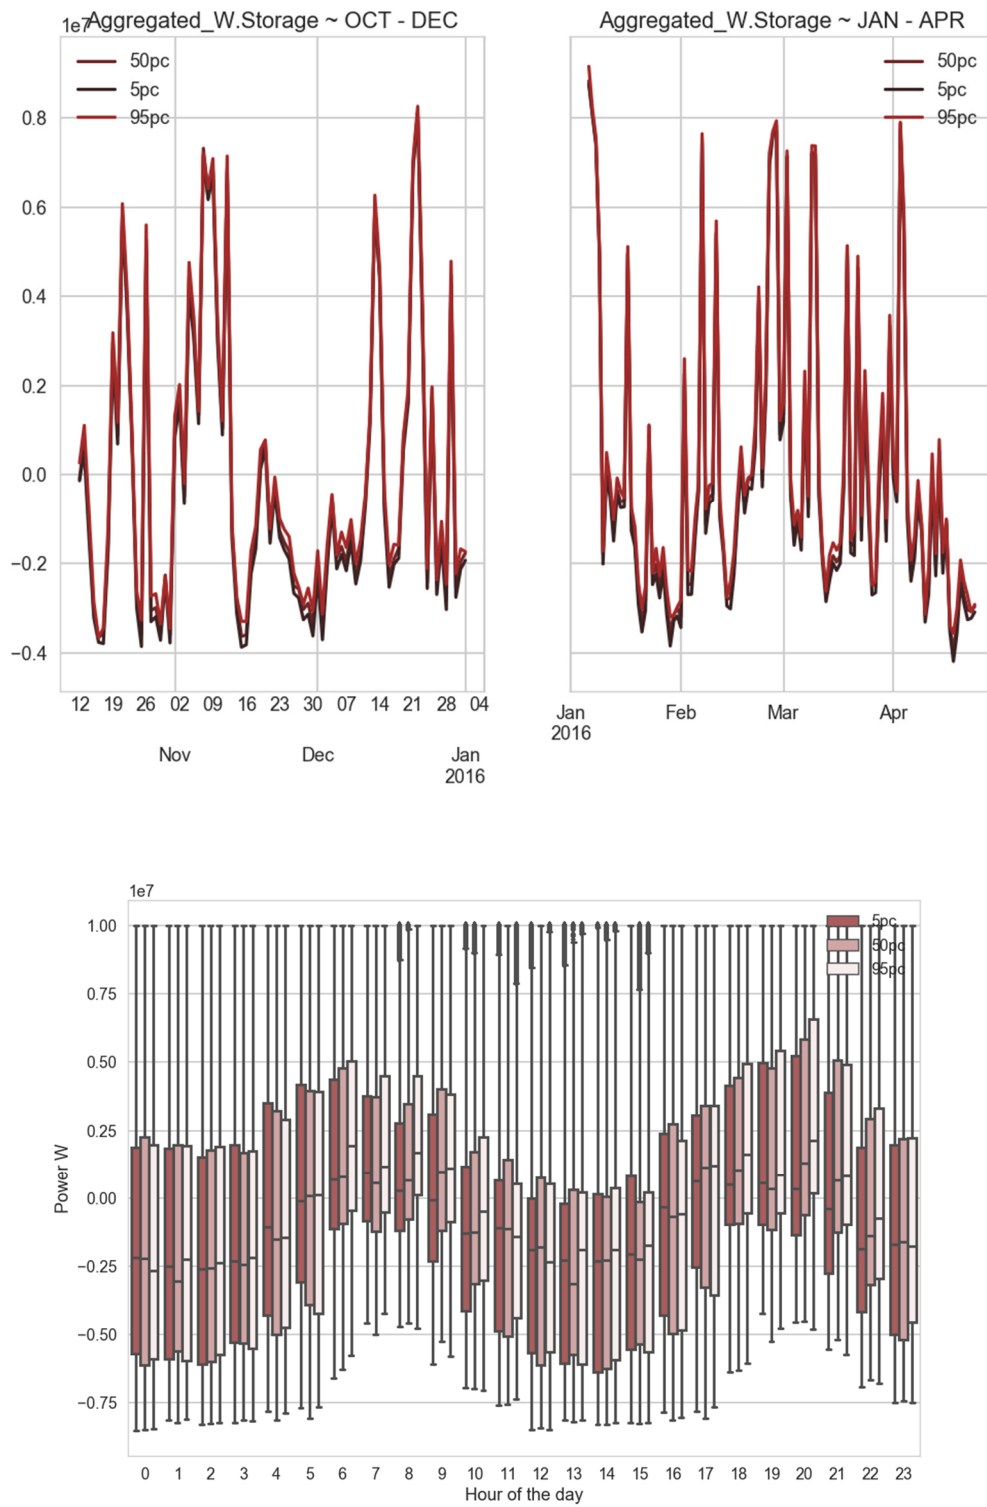 1e7
Aggregated_W.Storage ~ OCT - DEC
50pc
5pc
95pc
0.8
0.6
0.4
0.2
0.0
−0.2
−0.4
12 19 26 02 09 16 23 30 07 14 21 28 04
Nov Dec Jan
2016
Aggregated_W.Storage ~ JAN - APR
50pc
5pc
95pc
Jan Feb Mar Apr
2016
1e7
5pc
50pc
95pc
1.00
0.75
0.50
0.25
0.00
−0.25
−0.50
−0.75
Power W
0 1 2 3 4 5 6 7 8 9 10 11 12 13 14 15 16 17 18 19 20 21 22 23
Hour of the day